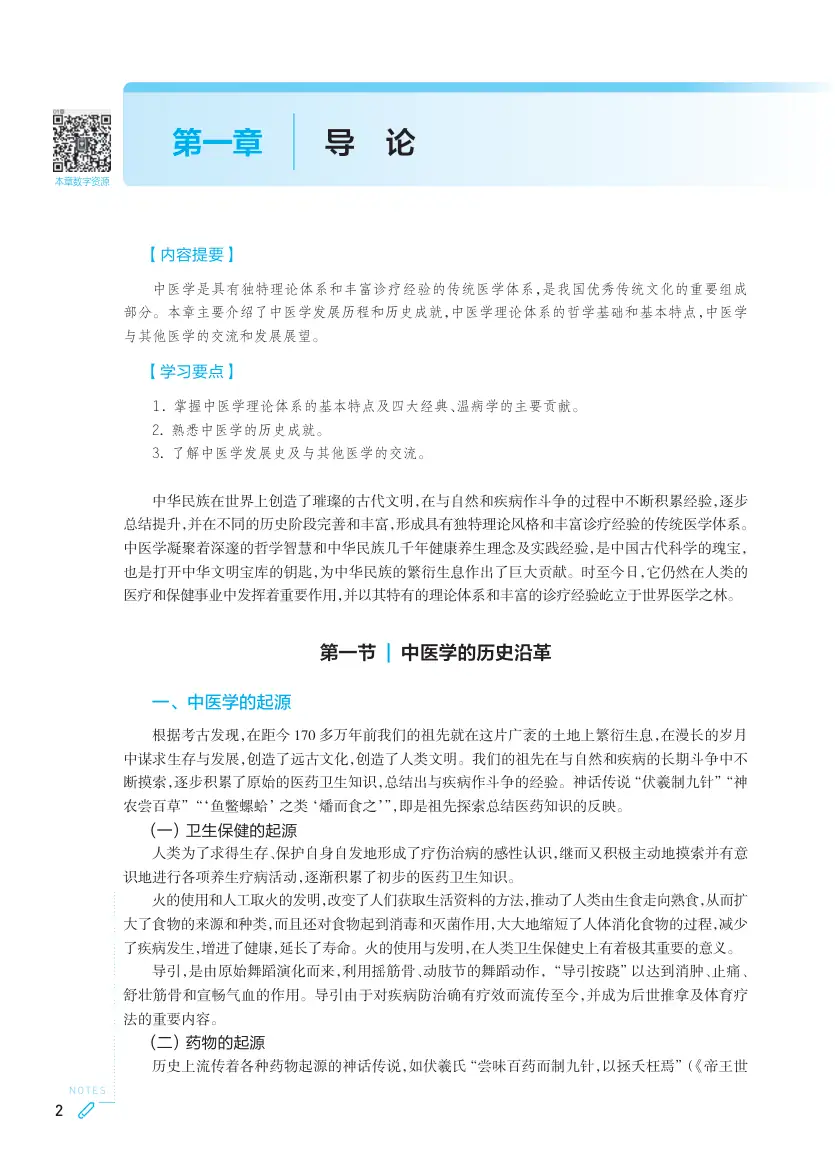 第一章
导 论
本章数字资源
【内容提要】
中医学是具有独特理论体系和丰富诊疗经验的传统医学体系,是我国优秀传统文化的重要组成
部分。本章主要介绍了中医学发展历程和历史成就,中医学理论体系的哲学基础和基本特点,中医学
与其他医学的交流和发展展望。
【学习要点】
1. 掌握中医学理论体系的基本特点及四大经典、温病学的主要贡献。
2. 熟悉中医学的历史成就。
3. 了解中医学发展史及与其他医学的交流。
中华民族在世界上创造了璀璨的古代文明,在与自然和疾病作斗争的过程中不断积累经验,逐步
总结提升,并在不同的历史阶段完善和丰富,形成具有独特理论风格和丰富诊疗经验的传统医学体系。
中医学凝聚着深邃的哲学智慧和中华民族几千年健康养生理念及实践经验,是中国古代科学的瑰宝,
也是打开中华文明宝库的钥匙,为中华民族的繁衍生息作出了巨大贡献。时至今日,它仍然在人类的
医疗和保健事业中发挥着重要作用,并以其特有的理论体系和丰富的诊疗经验屹立于世界医学之林。
第一节 | 中医学的历史沿革
一、中医学的起源
根据考古发现,在距今 170 多万年前我们的祖先就在这片广袤的土地上繁衍生息,在漫长的岁月
中谋求生存与发展,创造了远古文化,创造了人类文明。我们的祖先在与自然和疾病的长期斗争中不
断摸索,逐步积累了原始的医药卫生知识,总结出与疾病作斗争的经验。神话传说“伏羲制九针”“神
农尝百草”“‘鱼鳖螺蛤’之类‘燔而食之’”,即是祖先探索总结医药知识的反映。
（一）卫生保健的起源
人类为了求得生存、保护自身自发地形成了疗伤治病的感性认识,继而又积极主动地摸索并有意
识地进行各项养生疗病活动,逐渐积累了初步的医药卫生知识。
火的使用和人工取火的发明,改变了人们获取生活资料的方法,推动了人类由生食走向熟食,从而扩
大了食物的来源和种类,而且还对食物起到消毒和灭菌作用,大大地缩短了人体消化食物的过程,减少
了疾病发生,增进了健康,延长了寿命。火的使用与发明,在人类卫生保健史上有着极其重要的意义。
导引,是由原始舞蹈演化而来,利用摇筋骨、动肢节的舞蹈动作，“导引按跷”以达到消肿、止痛、
舒壮筋骨和宣畅气血的作用。导引由于对疾病防治确有疗效而流传至今,并成为后世推拿及体育疗
法的重要内容。
（二）药物的起源
历史上流传着各种药物起源的神话传说,如伏羲氏“尝味百药而制九针,以拯夭枉焉”（《帝王世
NOTES
2